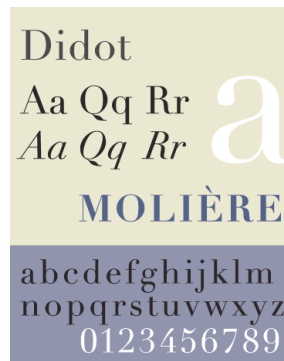 Didot
Aa Qq Rr
a
Aa Qq Rr
MOLIÈRE
abcdefghijklm
nopqrstuvwxyz
0123456789